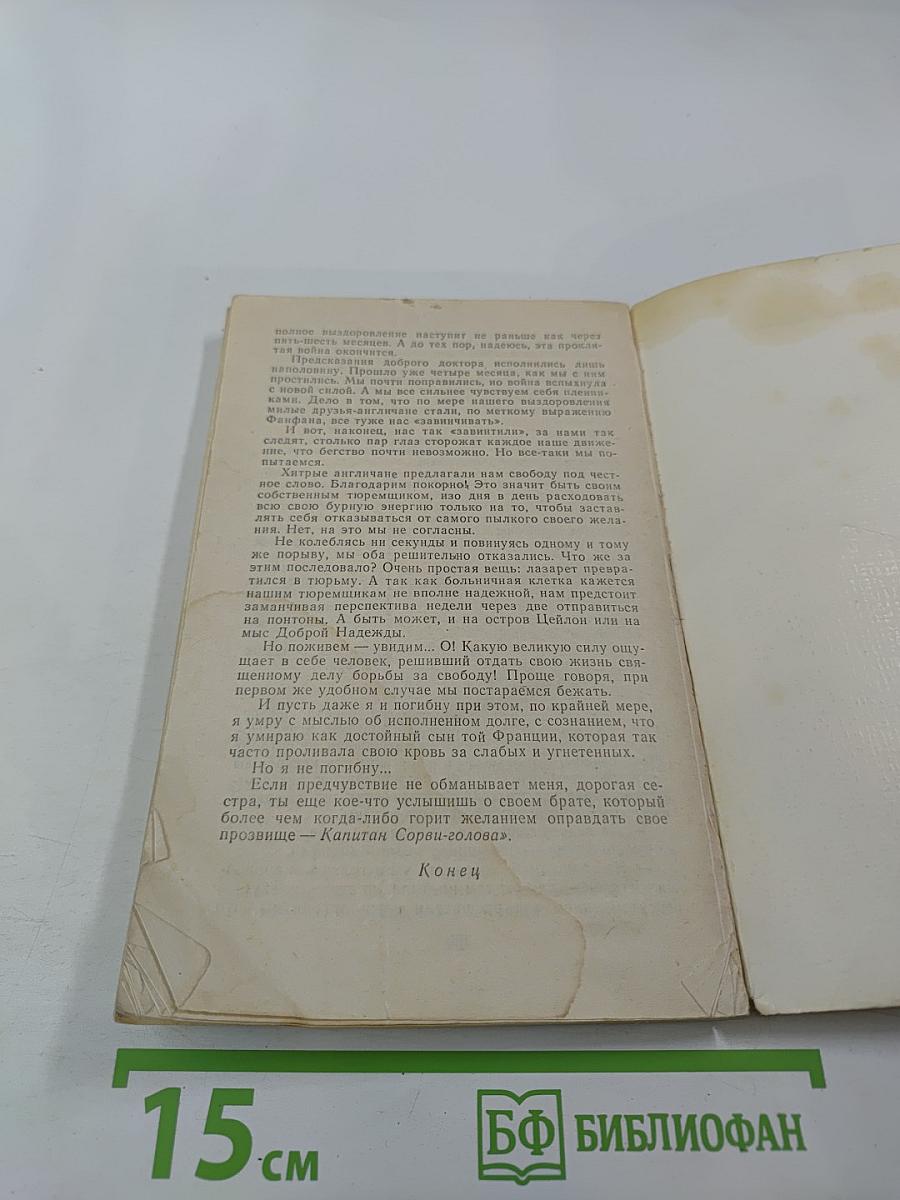 полное выздоровление наступит не раньше как через
пять-шесть месяцев. А до тех пор, надеюсь, эта прокля-
тая война окончится.
Предсказания доброго доктора исполнились лишь
наполовину. Прошло уже четыре месяца, как мы с ним
простились. Мы почти поправились, но война вспыхнула
с новой силой. А мы все сильнее чувствуем себя пленни-
ками. Дело в том, что по мере нашего выздоровления
милые друзья-англичане стали, по меткому выражению
Фанфана, все туже нас «завинчивать».
И вот, наконец, нас так «завинтили», за нами так
следят, столько пар глаз сторожат каждое наше движе-
ние, что бегство почти невозможно. Но все-таки мы по-
пытаемся.
Хитрые англичане предлагали нам свободу под чест-
ное слово. Благодарим покорно! Это значит быть своим
собственным тюремщиком, изо дня в день расходовать
всю свою бурную энергию только на то, чтобы застав-
лять себя отказываться от самого пылкого своего жела-
ния. Нет, на это мы не согласны.
Не колеблясь ни секунды и повинуясь одному и тому
же порыву, мы оба решительно отказались. Что же за
этим последовало? Очень простая вещь: лазарет превра-
тился в тюрьму. А так как больничная клетка кажется
нашим тюремщикам не вполне надежной, нам предстоит
заманчивая перспектива недели через две отправиться
на понтоны. А быть может, и на остров Цейлон или на
мыс Доброй Надежды.
Но поживем — увидим... О! Какую великую силу ощу-
щает в себе человек, решивший отдать свою жизнь свя-
щенному делу борьбы за свободу! Проще говоря, при
первом же удобном случае мы постараемся бежать.
И пусть даже я и погибну при этом, по крайней мере,
я умру с мыслью об исполненном долге, с сознанием, что
я умираю как достойный сын той Франции, которая так
часто проливала свою кровь за слабых и угнетенных.
Но я не погибну...
Если предчувствие не обманывает меня, дорогая се-
стра, ты еще кое-что услышишь о своем брате, который
более чем когда-либо горит желанием оправдать свое
прозвище — Капитан Сорви-голова».
Конец
15 см
БФ БИБЛИОФАН